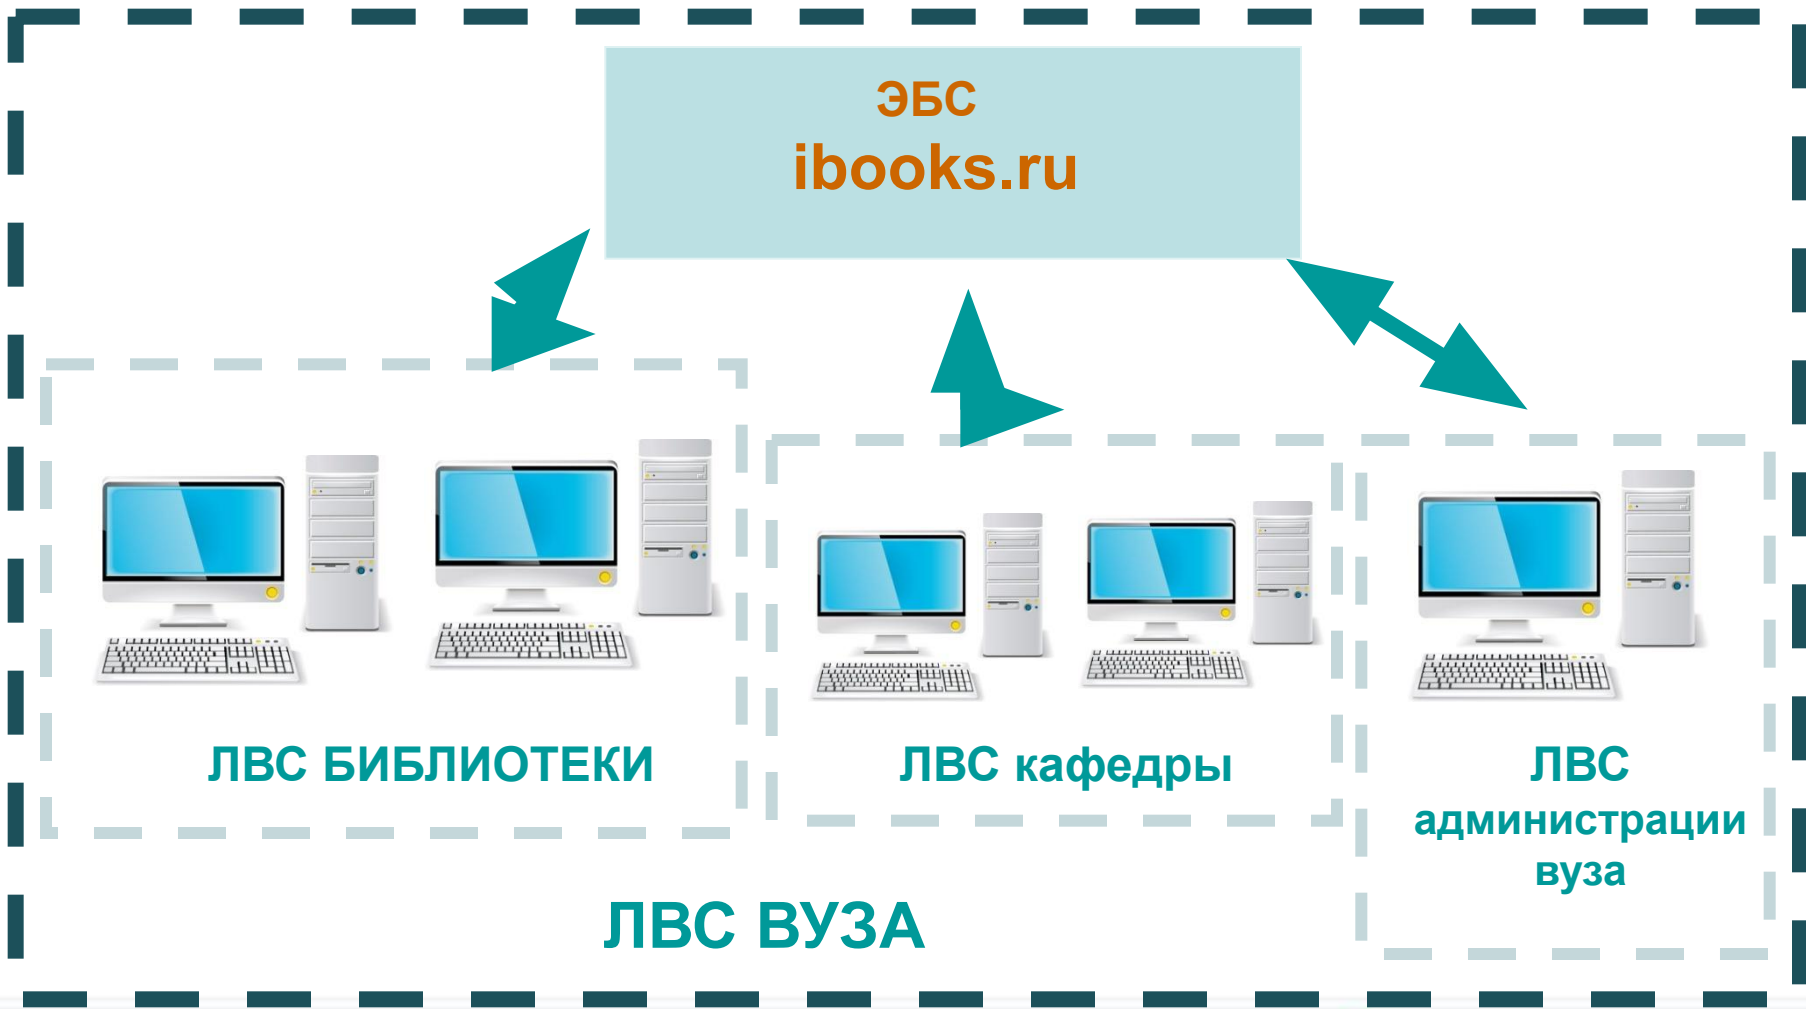 ЭБС
ibooks.ru
ЛВС БИБЛИОТЕКИ
ЛВС кафедры
ЛВС
администрации
вуза
ЛВС ВУЗА